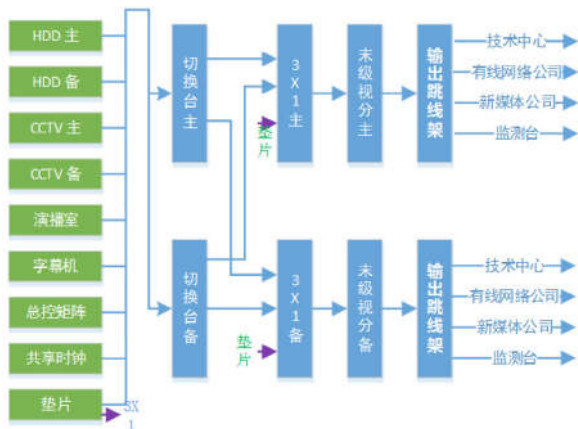 HDD 主
HDD 备
CCTV 主
CCTV 备
演播室
字幕机
总控矩阵
共享时钟
垫片
3X
1
切换台主
3X1主
垫片
末级视分主
输出跳线架
技术中心
有线网络公司
新媒体公司
监测台
切换台备
3X1备
垫片
末级视分备
输出跳线架
技术中心
有线网络公司
新媒体公司
监测台